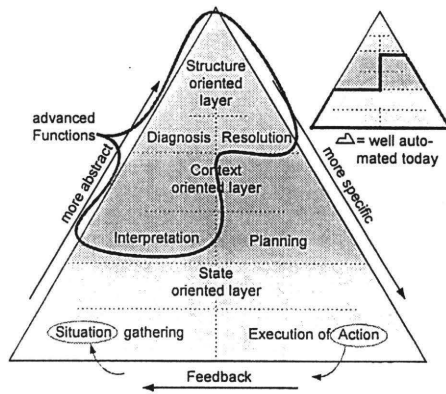 Structure
oriented
layer
advanced
Functions
Diagnosis
Resolution
= well auto-
mated today
more abstract
more specific
Context
oriented layer
Interpretation
Planning
State
oriented layer
Situation gathering
Execution of Action
Feedback